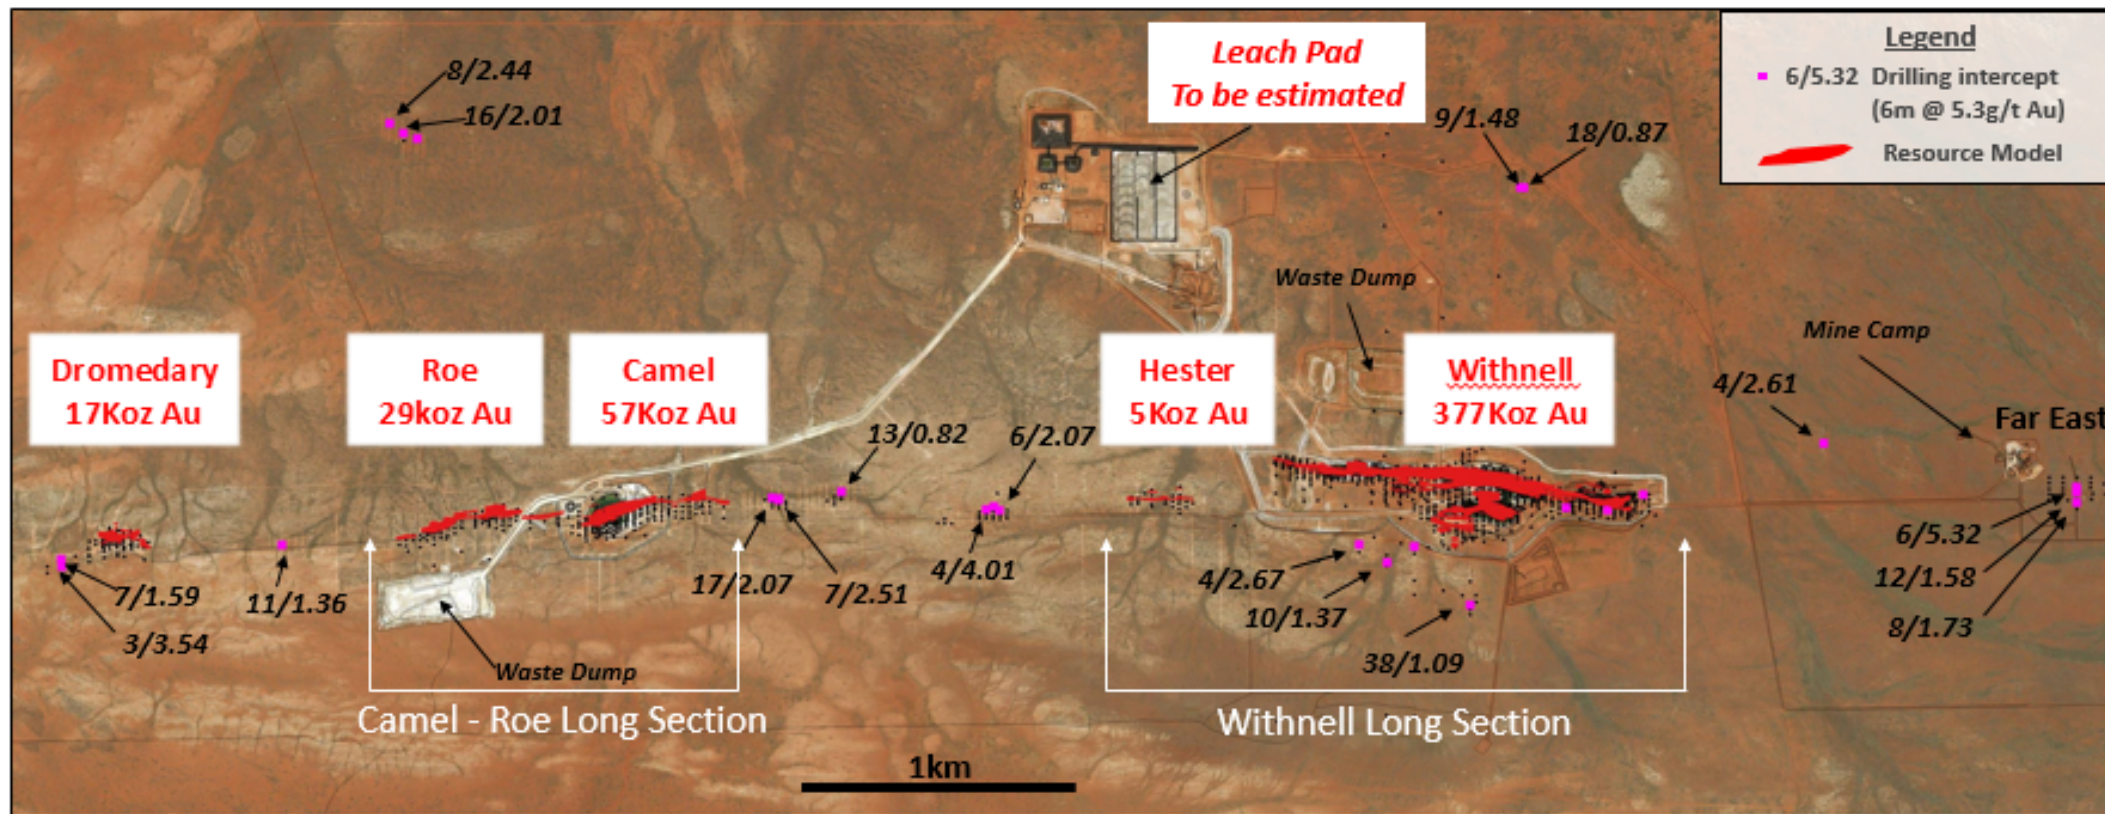 Legend
6/5.32 Drilling intercept
(6m @ 5.3g/t Au)
Resource Model
Leach Pad
To be estimated
8/2.44
16/2.01
9/1.48
18/0.87
Waste Dump
Mine Camp
Dromedary
17Koz Au
Roe
29koz Au
Camel
57Koz Au
Hester
5Koz Au
Withnell
377Koz Au
4/2.61
Far East
13/0.82
6/2.07
7/1.59
3/3.54
11/1.36
17/2.07
7/2.51
4/4.01
4/2.67
10/1.37
38/1.09
6/5.32
12/1.58
8/1.73
Waste Dump
Camel - Roe Long Section
Withnell Long Section
1km